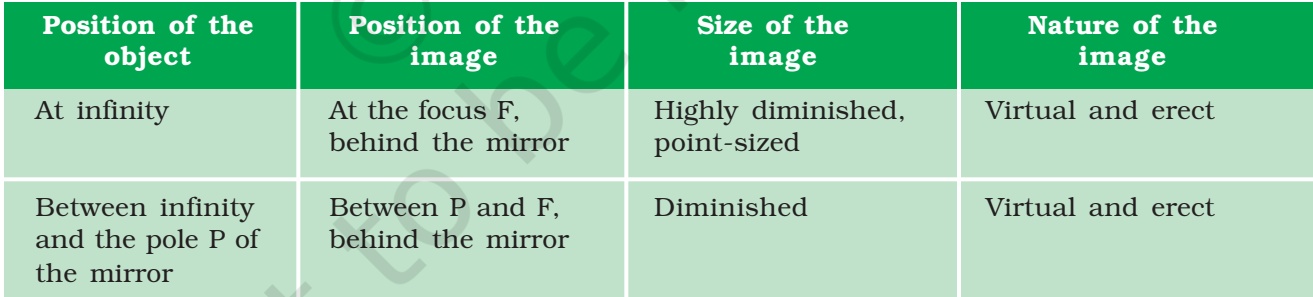 Position of the object
Position of the image
Size of the image
Nature of the image
At infinity
At the focus F,
behind the mirror
Highly diminished,
point-sized
Virtual and erect
Between infinity
and the pole P of
the mirror
Between P and F,
behind the mirror
Diminished
Virtual and erect
©
to be